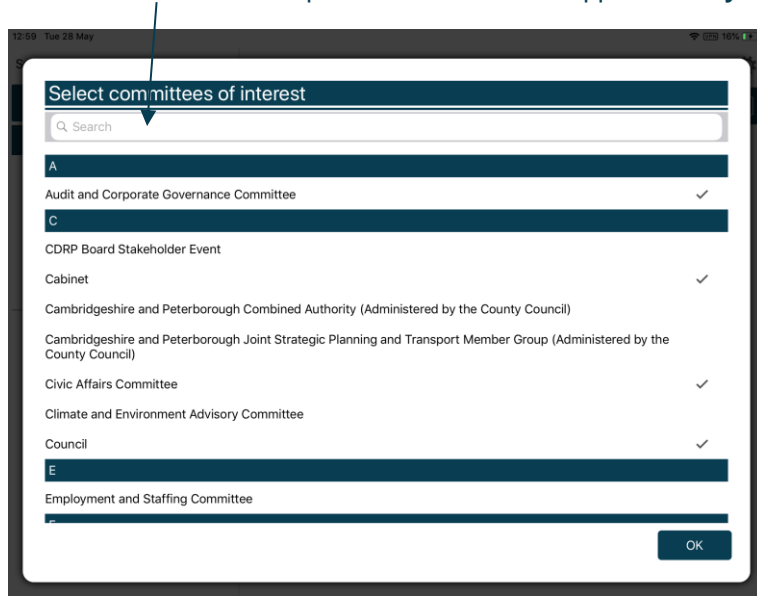 12:59 Tue 28 May 16%
Select committees of interest
Search
A
Audit and Corporate Governance Committee
C
CDRP Board Stakeholder Event
Cabinet
Cambridgeshire and Peterborough Combined Authority (Administered by the County Council)
Cambridgeshire and Peterborough Joint Strategic Planning and Transport Member Group (Administered by the
County Council)
Civic Affairs Committee
Climate and Environment Advisory Committee
Council
E
Employment and Staffing Committee
OK